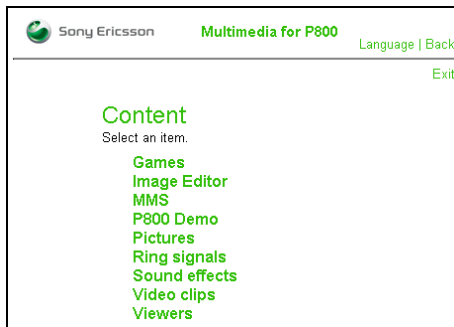 Sony Ericsson Multimedia for P800
Language | Back
Exit
Content
Select an item.
Games
Image Editor
MMS
P800 Demo
Pictures
Ring signals
Sound effects
Video clips
Viewers